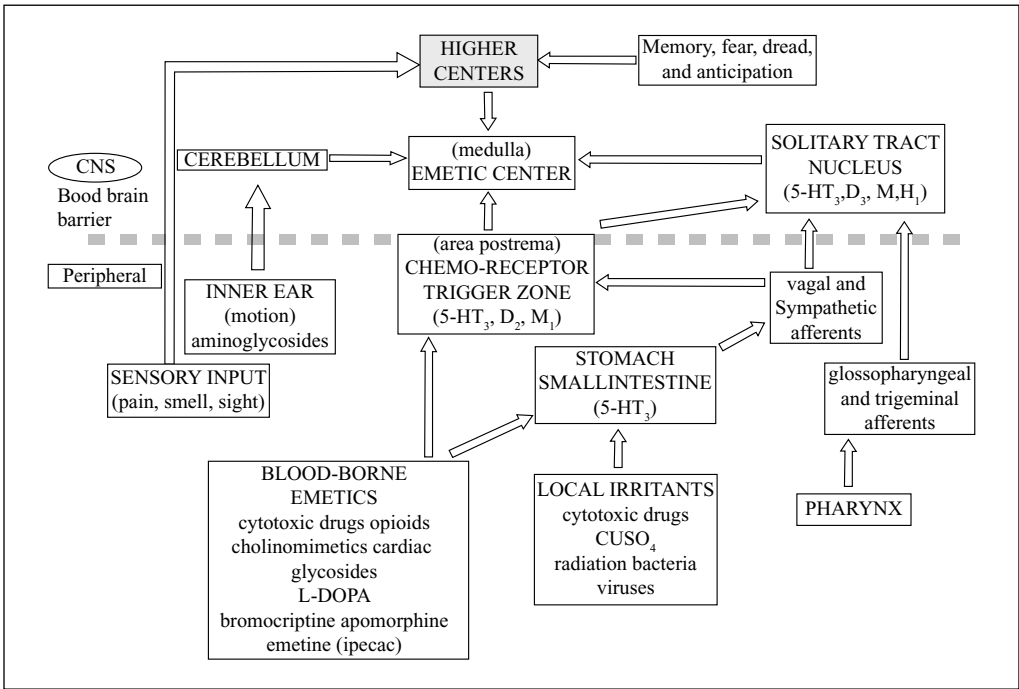 HIGHER
CENTERS
Memory, fear, dread,
and anticipation
CNS
Bood brain
barrier
CEREBELLUM
(medulla)
EMETIC CENTER
SOLITARY TRACT
NUCLEUS
(5-HT₃,D₃, M,H₁)
Peripheral
INNER EAR
(motion)
aminoglycosides
(area postrema)
CHEMO-RECEPTOR
TRIGGER ZONE
(5-HT₃, D₂, M₁)
vagal and
Sympathetic
afferents
SENSORY INPUT
(pain, smell, sight)
STOMACH
SMALLINTESTINE
(5-HT₃)
glossopharyngeal
and trigeminal
afferents
BLOOD-BORNE
EMETICS
cytotoxic drugs opioids
cholinomimetics cardiac
glycosides
L-DOPA
bromocriptine apomorphine
emetine (ipecac)
LOCAL IRRITANTS
cytotoxic drugs
CUSO₄
radiation bacteria
viruses
PHARYNX